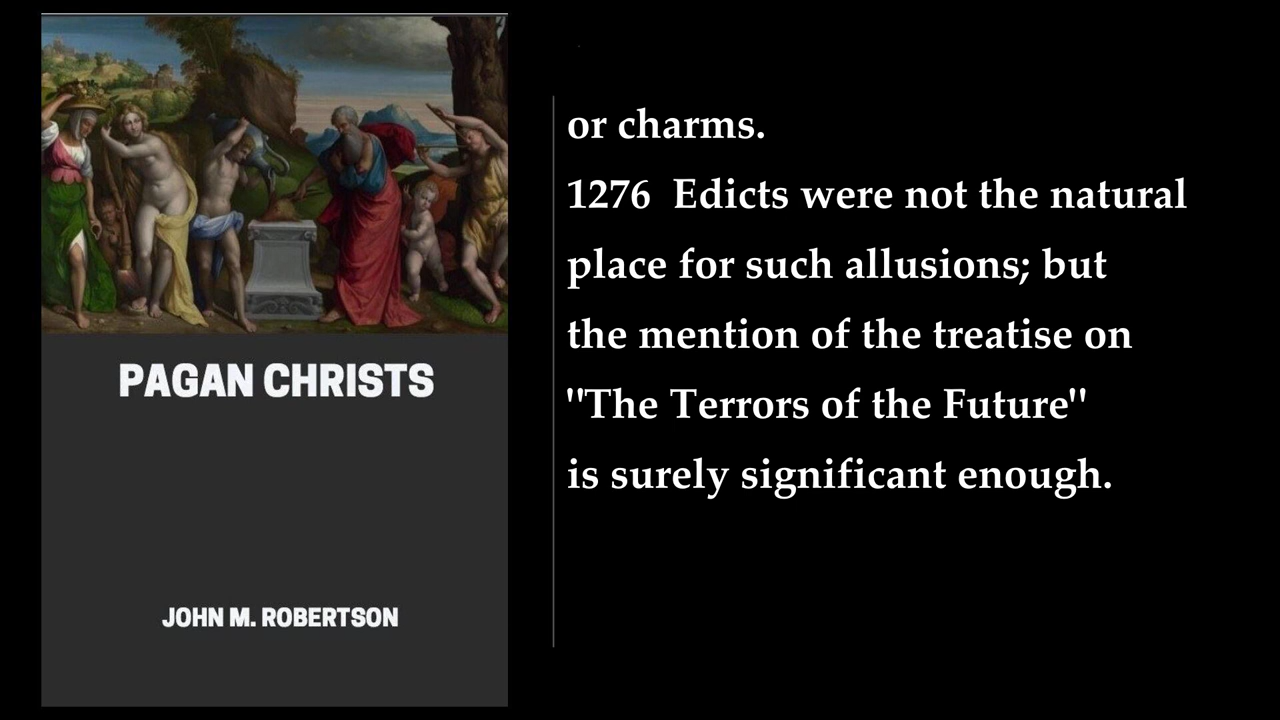 PAGAN CHRISTS
JOHN M. ROBERTSON
or charms.
1276 Edicts were not the natural
place for such allusions; but
the mention of the treatise on
"The Terrors of the Future"
is surely significant enough.